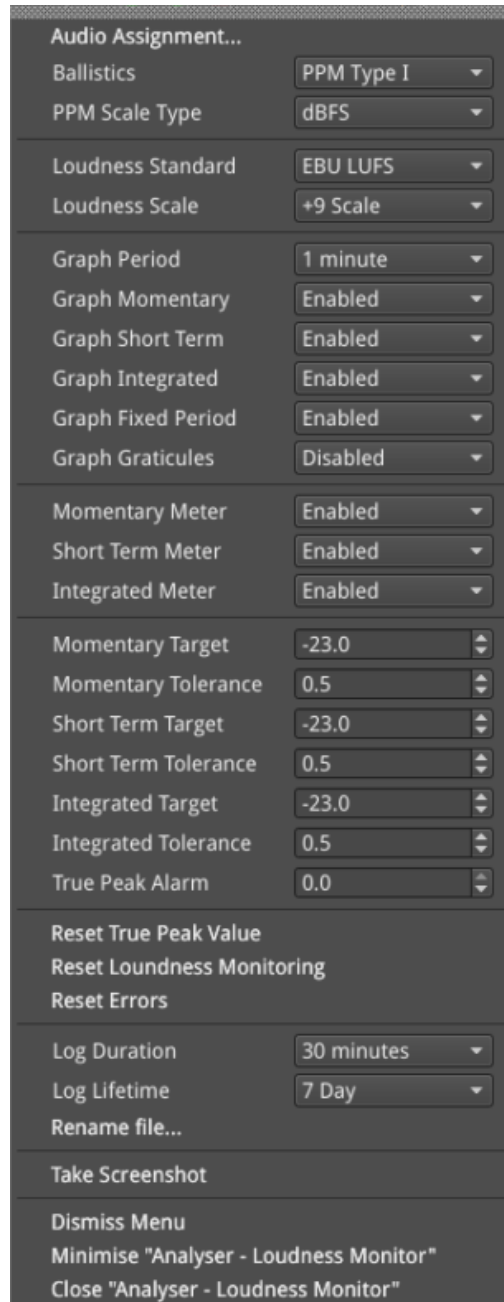 Audio Assignment...
Ballistics PPM Type I
PPM Scale Type dBFS
Loudness Standard EBU LUFS
Loudness Scale +9 Scale
Graph Period 1 minute
Graph Momentary Enabled
Graph Short Term Enabled
Graph Integrated Enabled
Graph Fixed Period Enabled
Graph Graticules Disabled
Momentary Meter Enabled
Short Term Meter Enabled
Integrated Meter Enabled
Momentary Target -23.0
Momentary Tolerance 0.5
Short Term Target -23.0
Short Term Tolerance 0.5
Integrated Target -23.0
Integrated Tolerance 0.5
True Peak Alarm 0.0
Reset True Peak Value
Reset Loundness Monitoring
Reset Errors
Log Duration 30 minutes
Log Lifetime 7 Day
Rename file...
Take Screenshot
Dismiss Menu
Minimise "Analyser - Loudness Monitor"
Close "Analyser - Loudness Monitor"